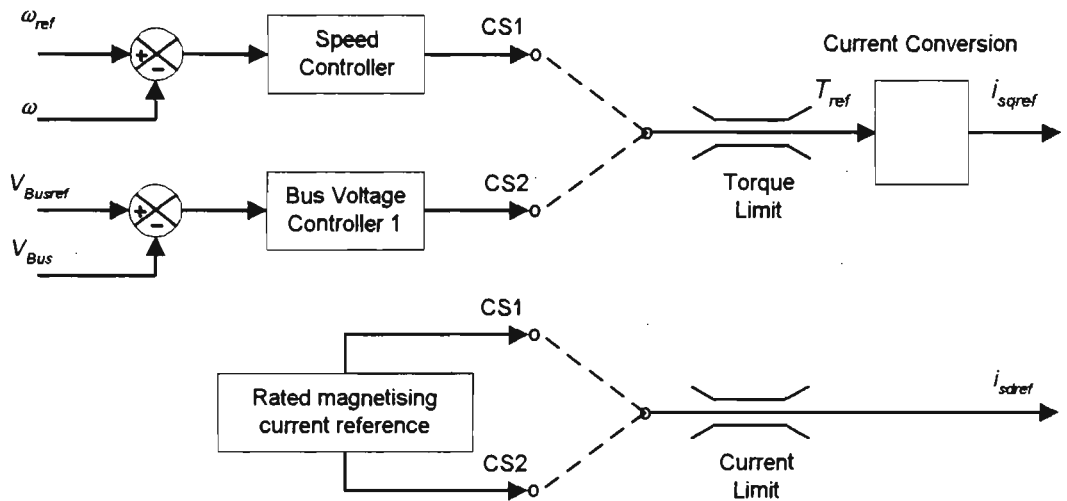 ω_ref
+
−
ω
Speed
Controller
CS1
V_Busref
+
−
V_Bus
Bus Voltage
Controller 1
CS2
Torque
Limit
T_ref
Current Conversion
i_sqref
Rated magnetising
current reference
CS1
CS2
Current
Limit
i_sdref